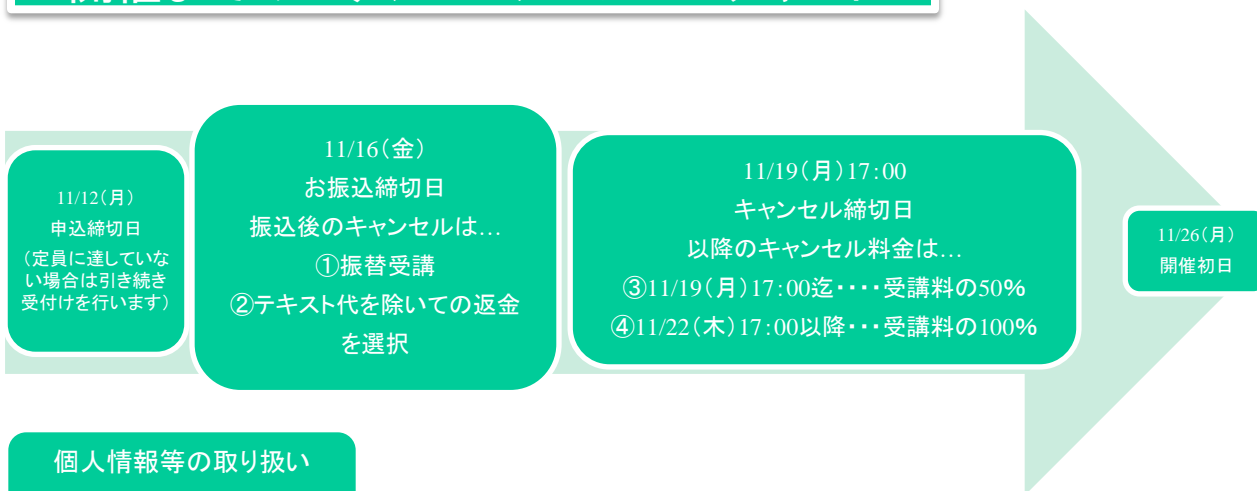 11/12(月)
申込締切日
(定員に達していな
い場合は引き続き
受付けを行います)
11/16(金)
お振込締切日
振込後のキャンセルは…
①振替受講
②テキスト代を除いての返金
を選択
11/19(月)17:00
キャンセル締切日
以降のキャンセル料金は…
③11/19(月)17:00迄・・・・受講料の50%
④11/22(木)17:00以降・・・受講料の100%
11/26(月)
開催初日
個人情報等の取り扱い